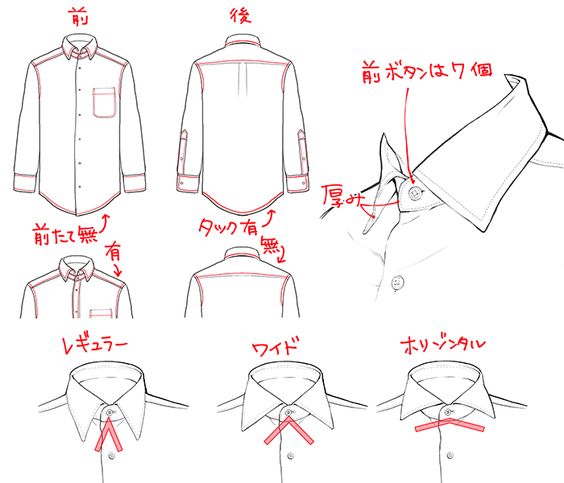 前
後
前ボタンは7個
厚み
前たて無
有
タック有
無
レギュラー
ワイド
ホリゾンタル